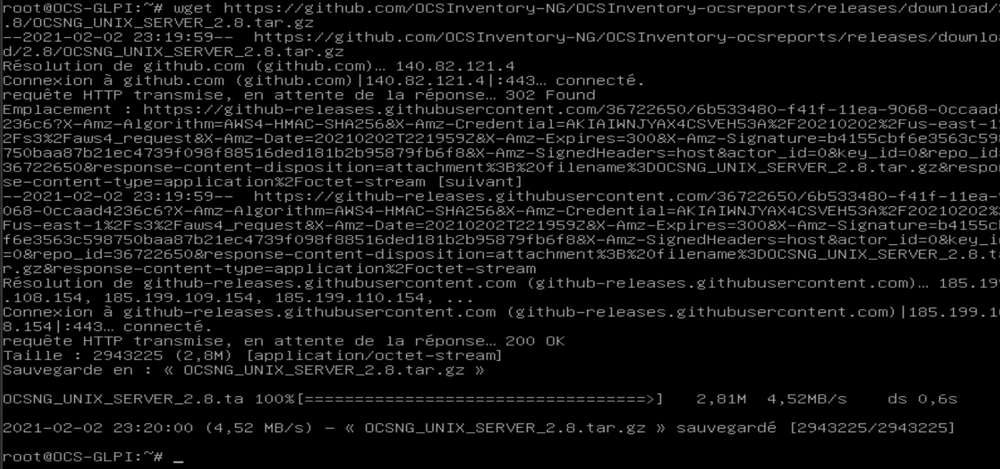 root@OCS-GLPI:~# wget https://github.com/OCSInventory-NG/OCSInventory-ocsreports/releases/download/
.8/OCSNG_UNIX_SERVER_2.8.tar.gz
--2021-02-02 23:19:59--  https://github.com/OCSInventory-NG/OCSInventory-ocsreports/releases/downlo
d/2.8/OCSNG_UNIX_SERVER_2.8.tar.gz
Résolution de github.com (github.com)… 140.82.121.4
Connexion à github.com (github.com)|140.82.121.4|:443… connecté.
requête HTTP transmise, en attente de la réponse… 302 Found
Emplacement : https://github-releases.githubusercontent.com/36722650/6b533480-f41f-11ea-9068-0ccaad
236c6?X-Amz-Algorithm=AWS4-HMAC-SHA256&X-Amz-Credential=AKIAIWNJYAX4CSVEH53A%2F20210202%2Fus-east-1
2Fs3%2Faws4_request&X-Amz-Date=20210202T221959Z&X-Amz-Expires=300&X-Amz-Signature=b4155cbf6e3563c59
750baa87b21ec4739f098f88516ded181b2b95879fb6f8&X-Amz-SignedHeaders=host&actor_id=0&key_id=0&repo_id
36722650&response-content-disposition=attachment%3B%20filename%3DOCSNG_UNIX_SERVER_2.8.tar.gz&respo
se-content-type=application%2Foctet-stream [suivant]
--2021-02-02 23:19:59--  https://github-releases.githubusercontent.com/36722650/6b533480-f41f-11ea-
068-0ccaad4236c6?X-Amz-Algorithm=AWS4-HMAC-SHA256&X-Amz-Credential=AKIAIWNJYAX4CSVEH53A%2F20210202%
Fus-east-1%2Fs3%2Faws4_request&X-Amz-Date=20210202T221959Z&X-Amz-Expires=300&X-Amz-Signature=b4155c
f6e3563c598750baa87b21ec4739f098f88516ded181b2b95879fb6f8&X-Amz-SignedHeaders=host&actor_id=0&key_i
=0&repo_id=36722650&response-content-disposition=attachment%3B%20filename%3DOCSNG_UNIX_SERVER_2.8.t
r.gz&response-content-type=application%2Foctet-stream
Résolution de github-releases.githubusercontent.com (github-releases.githubusercontent.com)… 185.19
.108.154, 185.199.109.154, 185.199.110.154, ...
Connexion à github-releases.githubusercontent.com (github-releases.githubusercontent.com)|185.199.1
8.154|:443… connecté.
requête HTTP transmise, en attente de la réponse… 200 OK
Taille : 2943225 (2,8M) [application/octet-stream]
Sauvegarde en : « OCSNG_UNIX_SERVER_2.8.tar.gz »
OCSNG_UNIX_SERVER_2.8.ta 100%[==================================>]   2,81M  4,52MB/s    ds 0,6s
2021-02-02 23:20:00 (4,52 MB/s) — « OCSNG_UNIX_SERVER_2.8.tar.gz » sauvegardé [2943225/2943225]
root@OCS-GLPI:~# _